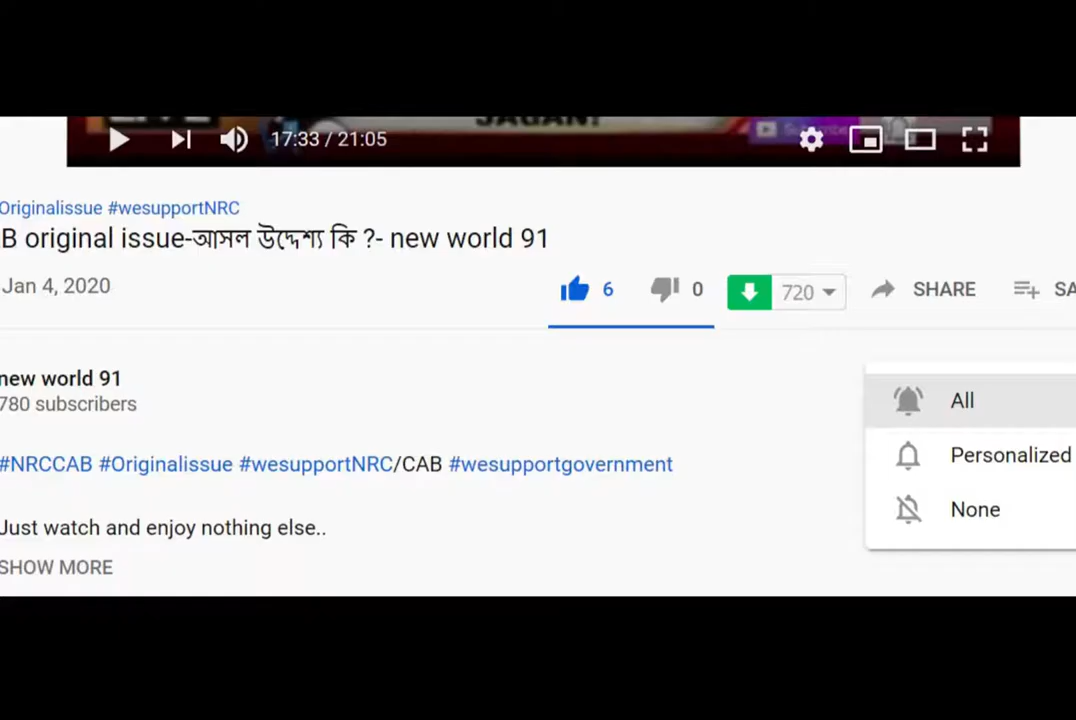 JAGAN!
17:33 / 21:05
Originalissue #wesupportNRC
B original issue-আসল উদ্দেশ্য কি ?- new world 91
Jan 4, 2020
6
0
720
SHARE
SA
new world 91
780 subscribers
All
#NRCCAB #Originalissue #wesupportNRC/CAB #wesupportgovernment
Personalized
None
Just watch and enjoy nothing else..
SHOW MORE